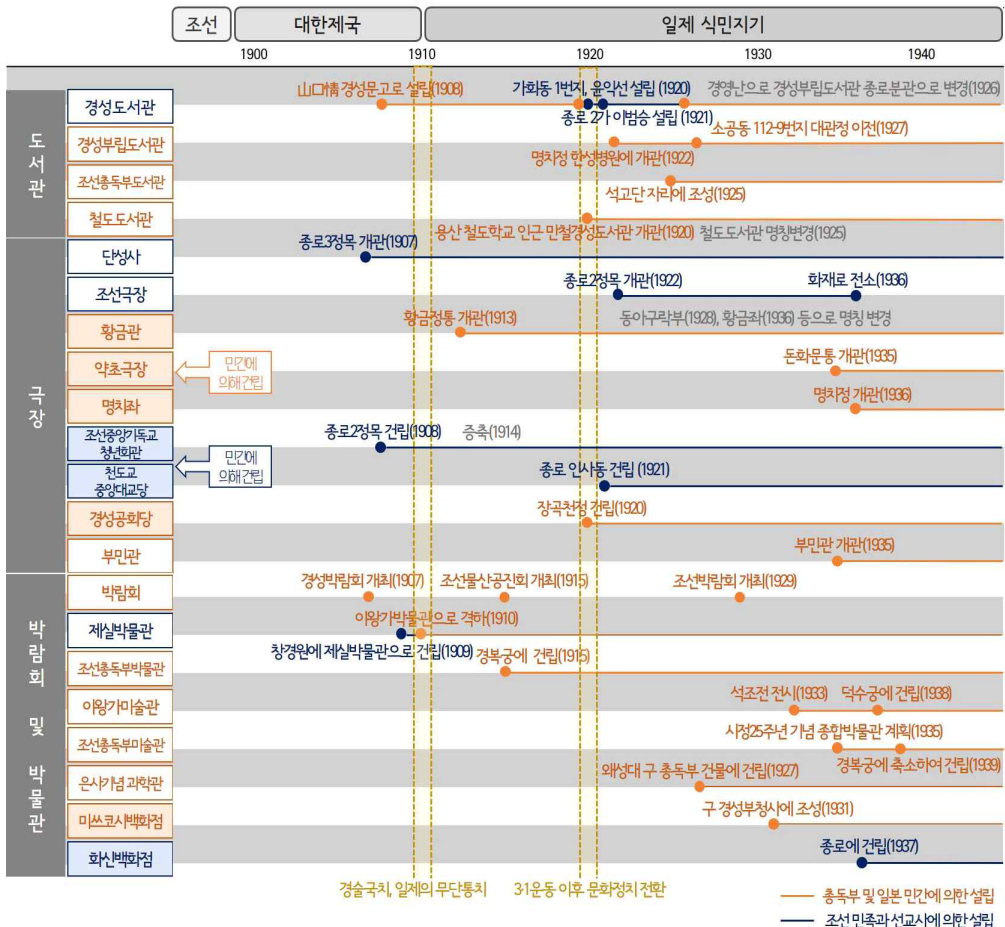 조선
대한제국
일제 식민지기
1900
1910
1920
1930
1940
도서관
경성 도서관
山口情 경성문고로 설립(1908)
가회동 1번지, 윤익선 설립(1920)
경영난으로 경성부립도서관 종로분관으로 변경(1926)
종로 2가 이범승 설립 (1921)
경성부립도서관
소공동 112-9번지 대관정 이전(1927)
명치정 한성병원에 개관(1922)
조선총독부도서관
석고단 자리에 조성(1925)
철도도서관
용산 철도학교 인근 만철경성도서관 개관(1920)
철도도서관 명칭변경(1925)
극장
단성사
종로3정목 개관(1907)
조선극장
종로2정목 개관(1922)
화재로 전소(1936)
황금관
황금정통 개관(1913)
동아구락부(1928), 황금좌(1936) 등으로 명칭 변경
약초극장
민간에
의해 건립
돈화문통 개관(1935)
명치좌
명치정 개관(1936)
조선중앙기독교
청년회관
종로2정목 건립(1908)
증축(1914)
민간에
의해 건립
천도교
중앙대교당
종로 인사동 건립(1921)
경성공회당
장곡천정 건립(1920)
부민관
부민관 개관(1935)
박람회 및 박물관
박람회
경성박람회 개최(1907)
조선물산공진회 개최(1915)
조선박람회 개최(1929)
제실박물관
이왕가박물관으로 격하(1910)
창경원에 제실박물관으로 건립(1909)
조선총독부박물관
경복궁에 건립(1915)
이왕가미술관
석조전 전시(1933)
덕수궁에 건립(1938)
조선총독부미술관
시정25주년 기념 종합박물관 계획(1935)
경복궁에 축소하여 건립(1939)
은사기념 과학관
왜성대 구 총독부 건물에 건립(1927)
미쓰코시백화점
구 경성부청사에 조성(1931)
화신백화점
종로에 건립(1937)
경술국치, 일제의 무단통치
3·1운동 이후 문화정치 전환
총독부 및 일본 민간에 의한 설립
조선 민족과 선교사에 의한 설립